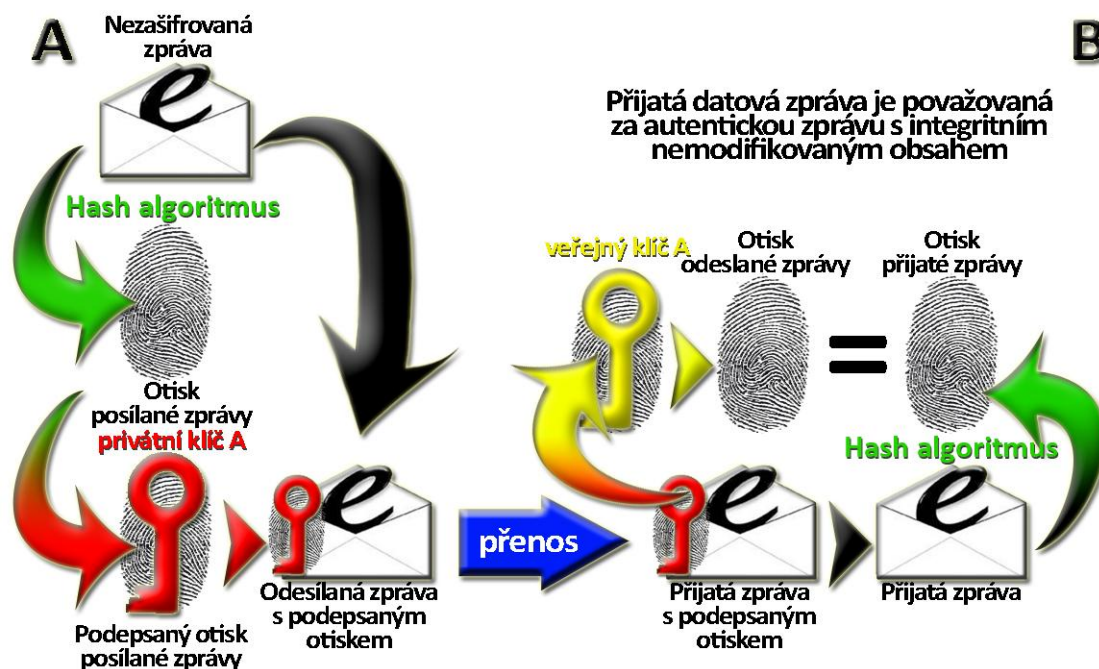 A
Nezašifrovaná
zpráva
Hash algoritmus
Otisk
posílané zprávy
privátní klíč A
Podepsaný otisk
posílané zprávy
Odesílaná zpráva
s podepsaným
otiskem
přenos
B
Přijatá datová zpráva je považovaná
za autentickou zprávu s integritním
nemodifikovaným obsahem
veřejný klíč A
Otisk
odeslané zprávy
=
Otisk
přijaté zprávy
Hash algoritmus
Přijatá zpráva
s podepsaným
otiskem
Přijatá zpráva